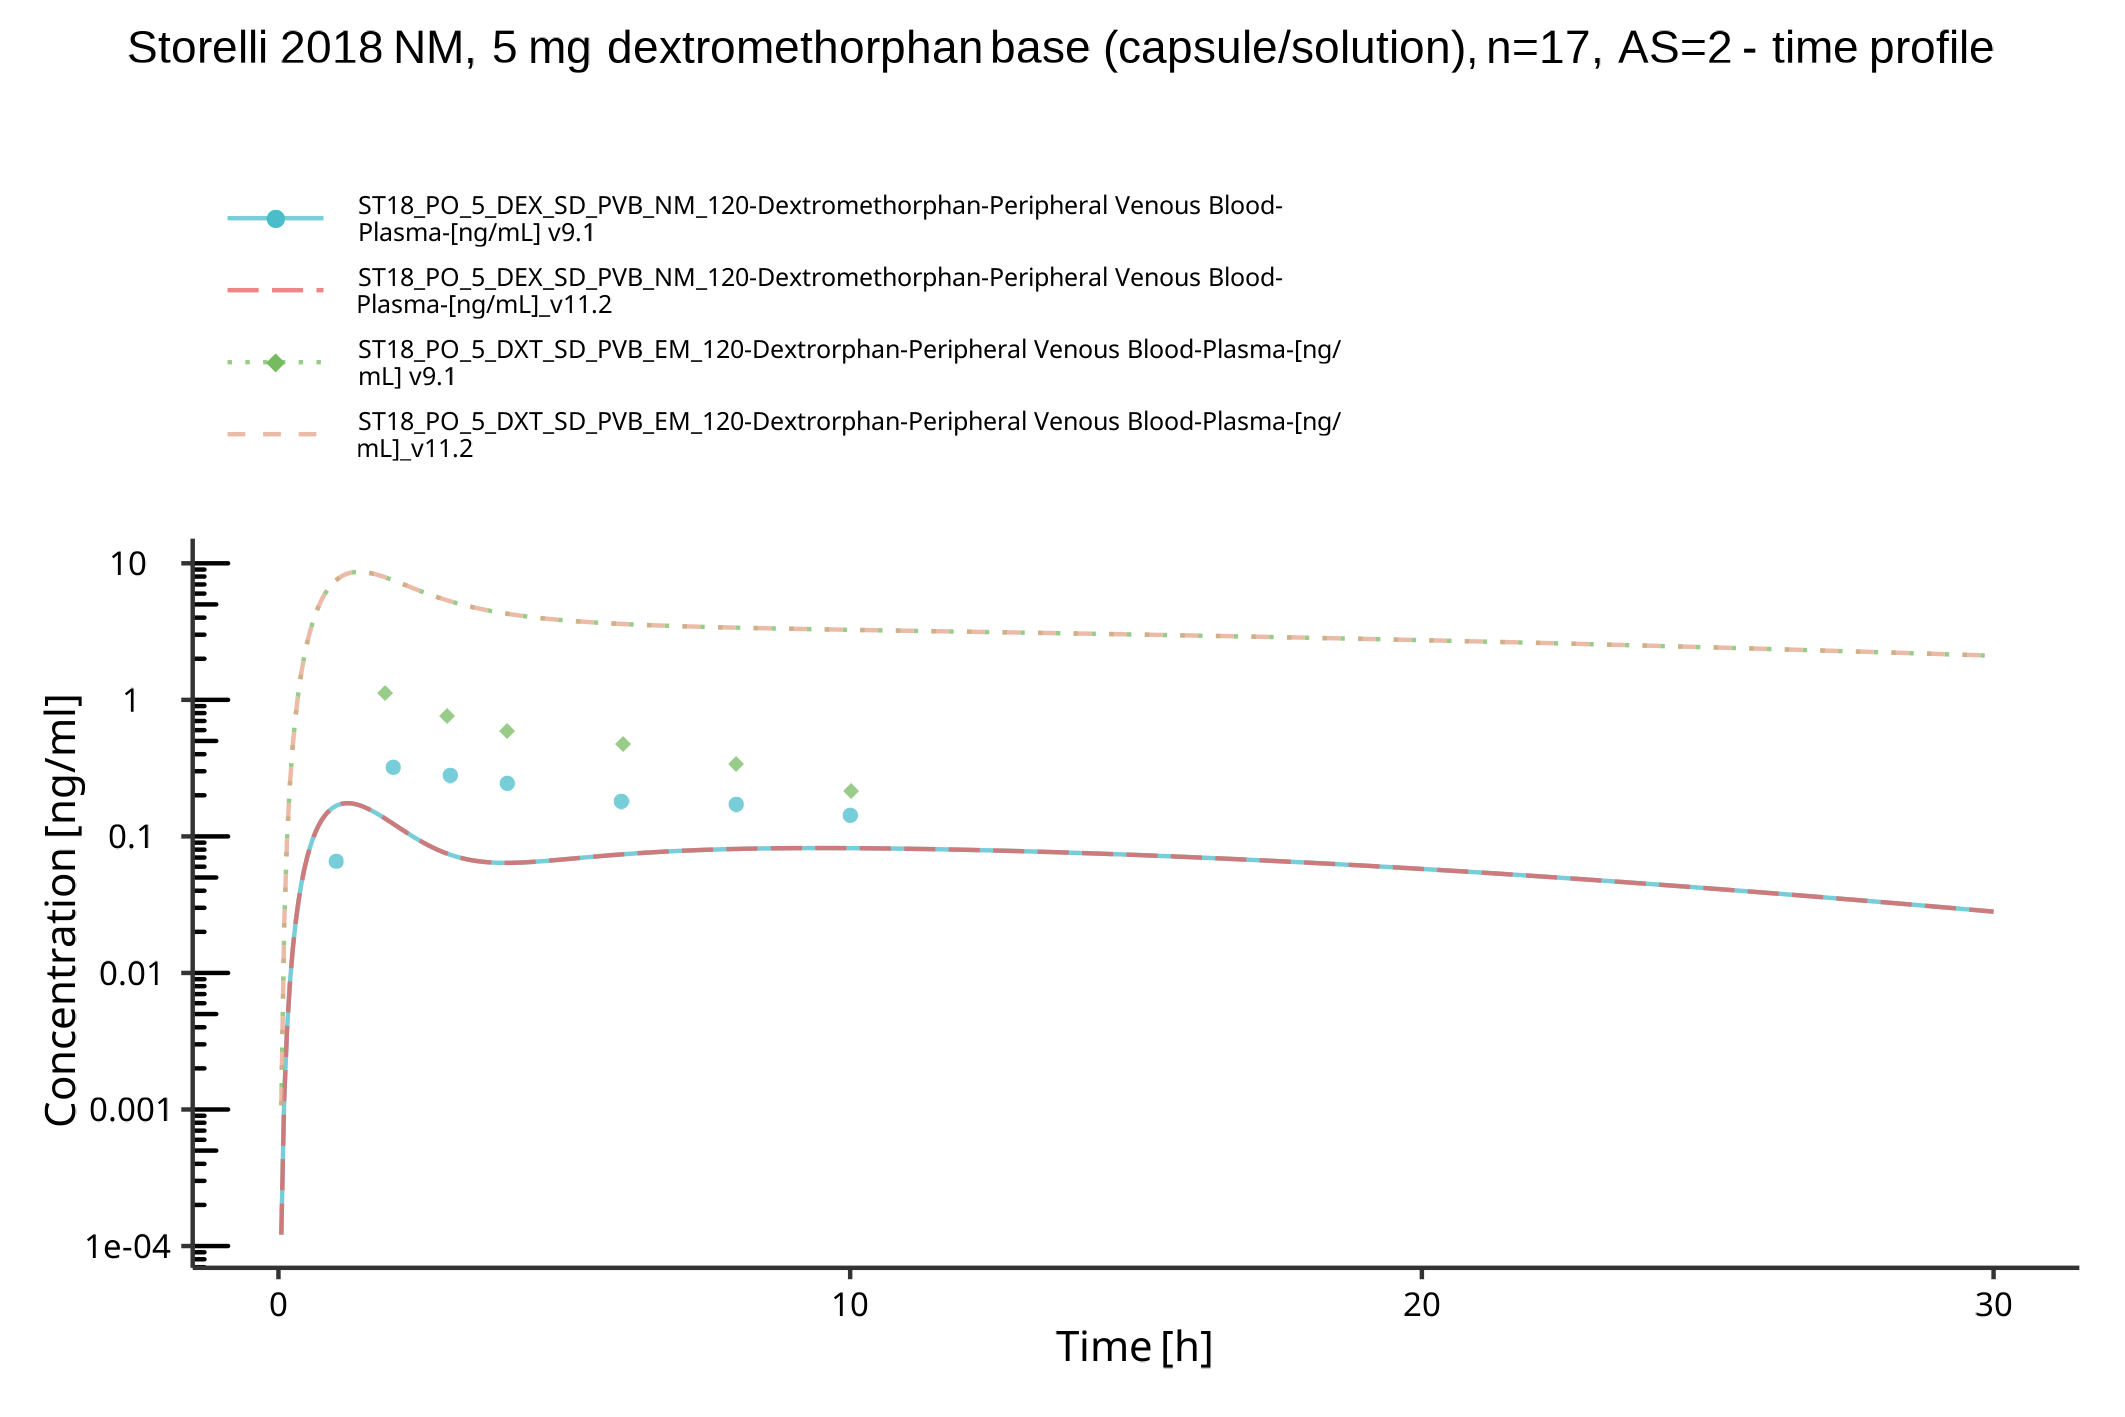 Storelli 2018 NM, 5 mg dextromethorphan base (capsule/solution), n=17, AS=2 - time profile
ST18_PO_5_DEX_SD_PVB_NM_120-Dextromethorphan-Peripheral Venous Blood-
Plasma-[ng/mL] v9.1
ST18_PO_5_DEX_SD_PVB_NM_120-Dextromethorphan-Peripheral Venous Blood-
Plasma-[ng/mL]_v11.2
ST18_PO_5_DXT_SD_PVB_EM_120-Dextrorphan-Peripheral Venous Blood-Plasma-[ng/
mL] v9.1
ST18_PO_5_DXT_SD_PVB_EM_120-Dextrorphan-Peripheral Venous Blood-Plasma-[ng/
mL]_v11.2
Concentration [ng/ml]
10
1
0.1
0.01
0.001
1e-04
0 10 20 30
Time [h]